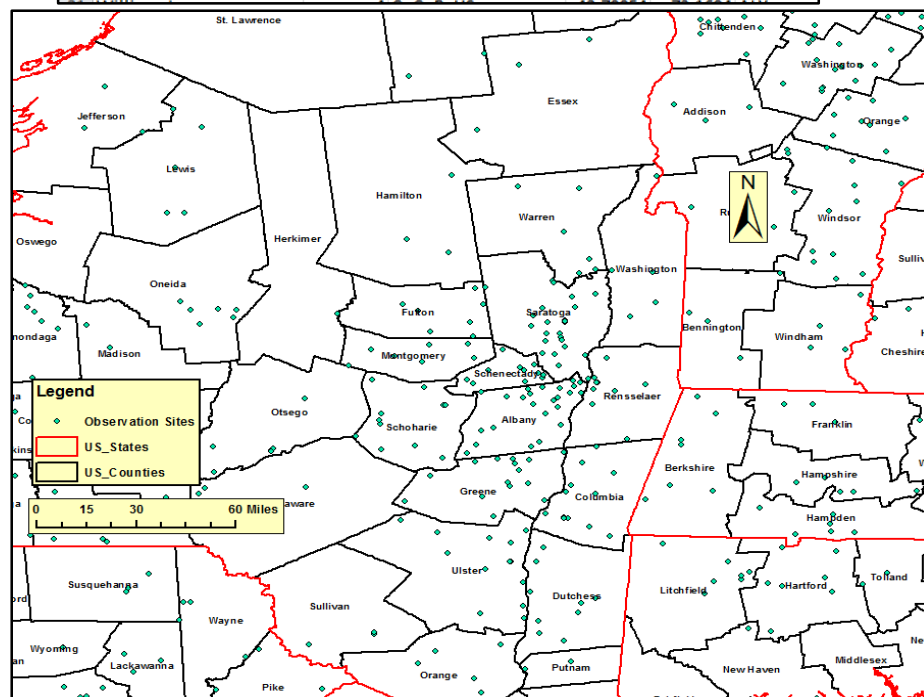 St. Lawrence
Chittenden
Washington
Essex
Jefferson
Addison
Orange
Lewis
Hamilton
N
Warren
Windsor
Oswego
Herkimer
Washington
Oneida
Fulton
Saratoga
Bennington
Windham
Cheshire
nondaga
Madison
Montgomery
Schenectady
Legend
Observation Sites
US_States
US_Counties
0 15 30 60 Miles
Otsego
Albany
Rensselaer
Schoharie
Franklin
Berkshire
Hampshire
Greene
Columbia
aware
Hampden
Susquehanna
Ulster
Dutchess
Litchfield
Hartford
Tolland
Sullivan
Wayne
Wyoming
Lackawanna
Orange
Putnam
Pike
New Haven
Middlesex